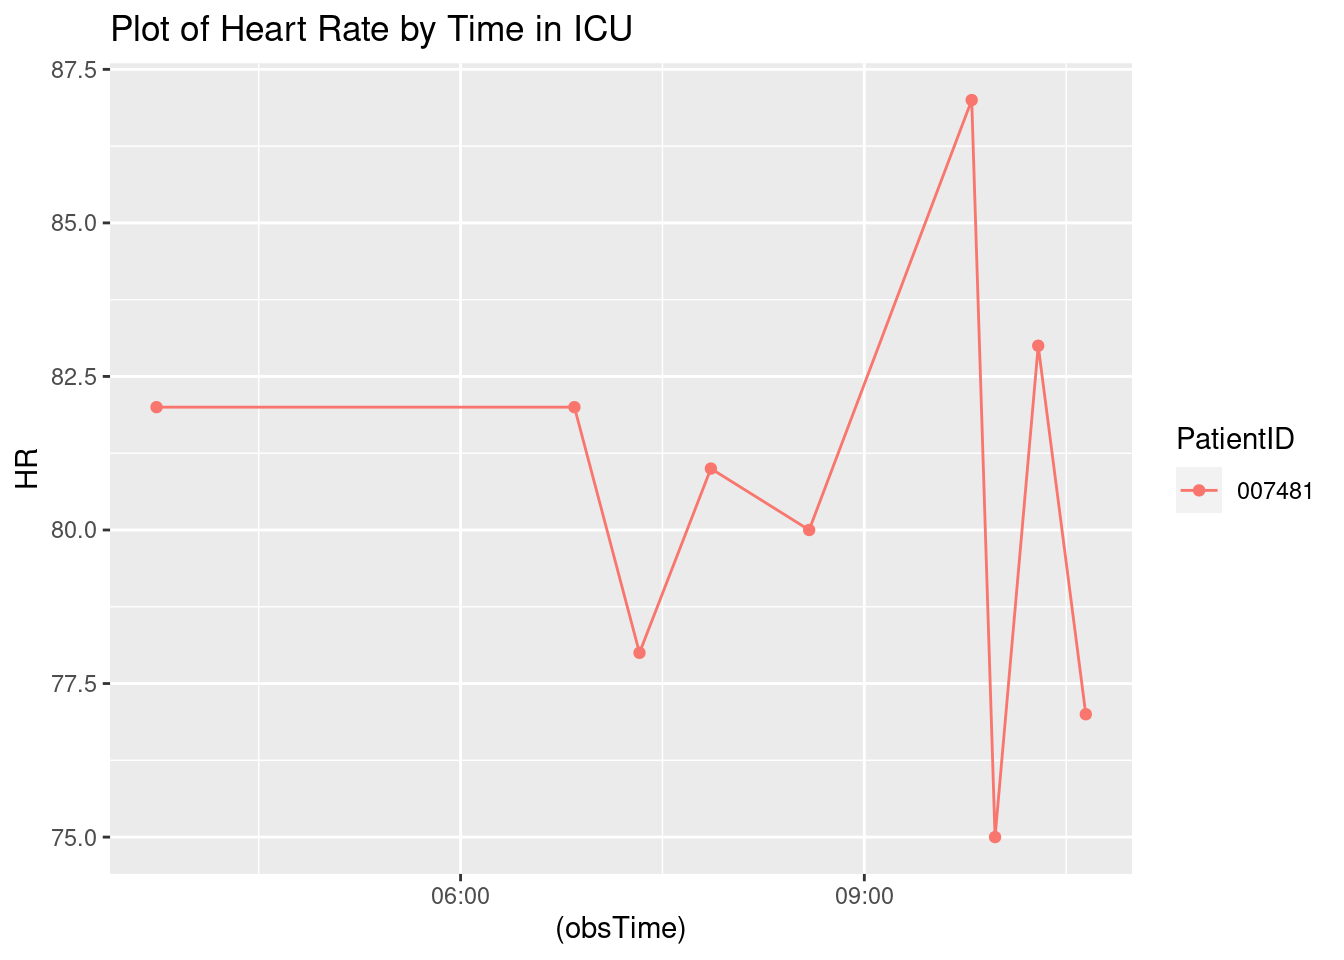 Plot of Heart Rate by Time in ICU
87.5
85.0
82.5
80.0
77.5
75.0
HR
06:00
09:00
(obsTime)
PatientID
007481